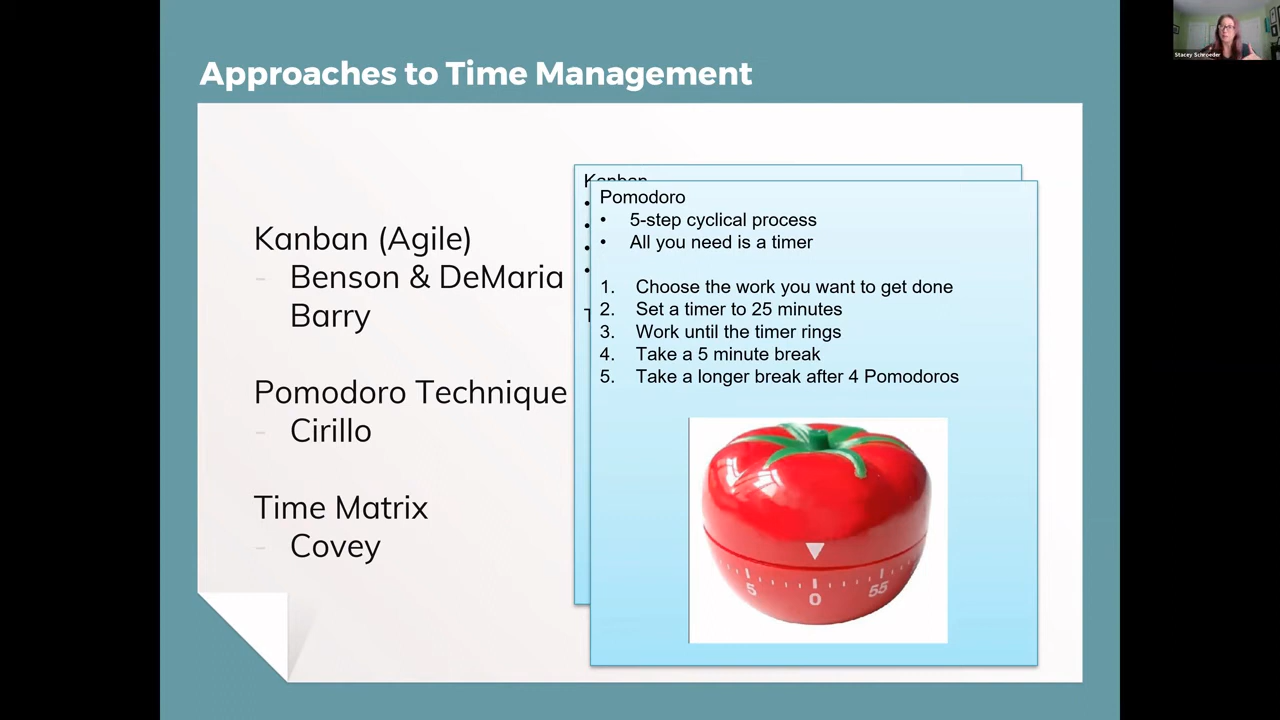 Approaches to Time Management
Stacey Schroeder
Kanban (Agile)
- Benson & DeMaria
Barry
Pomodoro Technique
- Cirillo
Time Matrix
- Covey
Kanban
•
•
•
•
T
Pomodoro
• 5-step cyclical process
• All you need is a timer
1. Choose the work you want to get done
2. Set a timer to 25 minutes
3. Work until the timer rings
4. Take a 5 minute break
5. Take a longer break after 4 Pomodoros
5 0 55